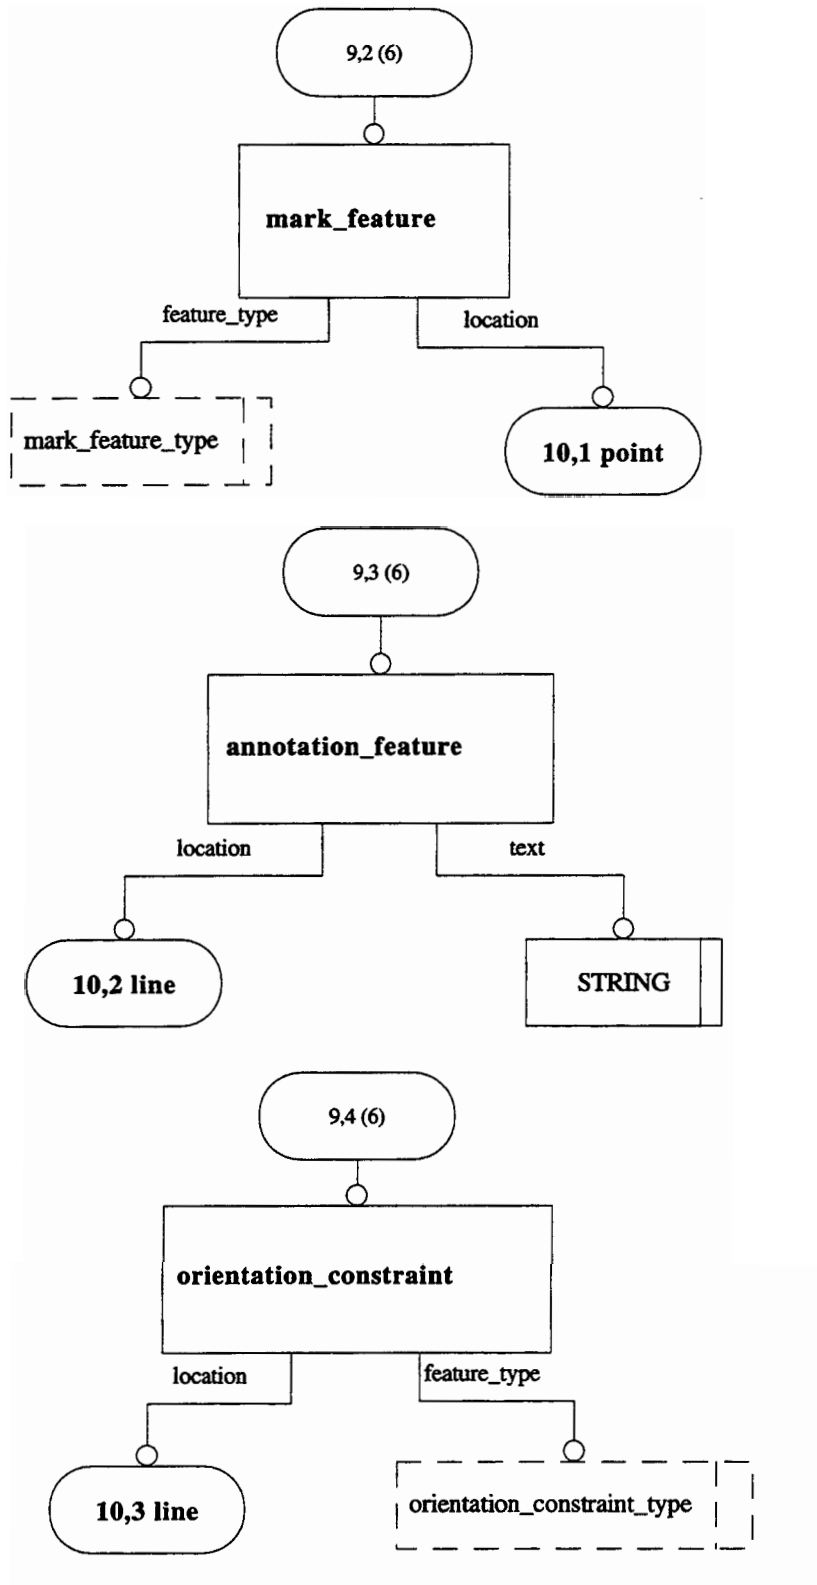 9,2 (6)
mark_feature
feature_type
location
mark_feature_type
10,1 point
9,3 (6)
annotation_feature
location
text
10,2 line
STRING
9,4 (6)
orientation_constraint
location
feature_type
10,3 line
orientation_constraint_type